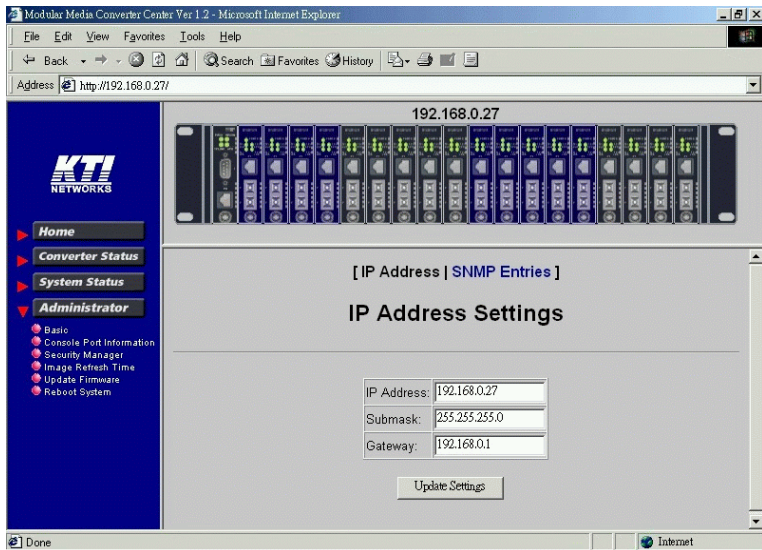 Modular Media Converter Center Ver 1.2 - Microsoft Internet Explorer
File Edit View Favorites Tools Help
Back Search Favorites History
Address http://192.168.0.27/
192.168.0.27
KTI
NETWORKS
Home
Converter Status
System Status
Administrator
Basic
Console Port Information
Security Manager
Image Refresh Time
Update Firmware
Reboot System
[ IP Address | SNMP Entries ]
IP Address Settings
IP Address: 192.168.0.27
Submask: 255.255.255.0
Gateway: 192.168.0.1
Update Settings
Done
Internet